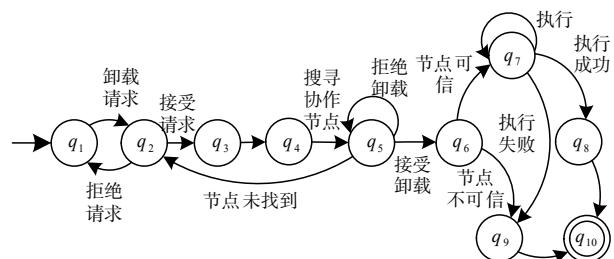 执行
q7
执行
成功
节点可
信
搜寻
协作
节点
拒绝
卸载
卸载
请求
接受
请求
执行
失败
q1
q2
q3
q4
q5
q6
q8
拒绝
请求
节点未找到
接受
卸载
节点
不可信
q9
q10